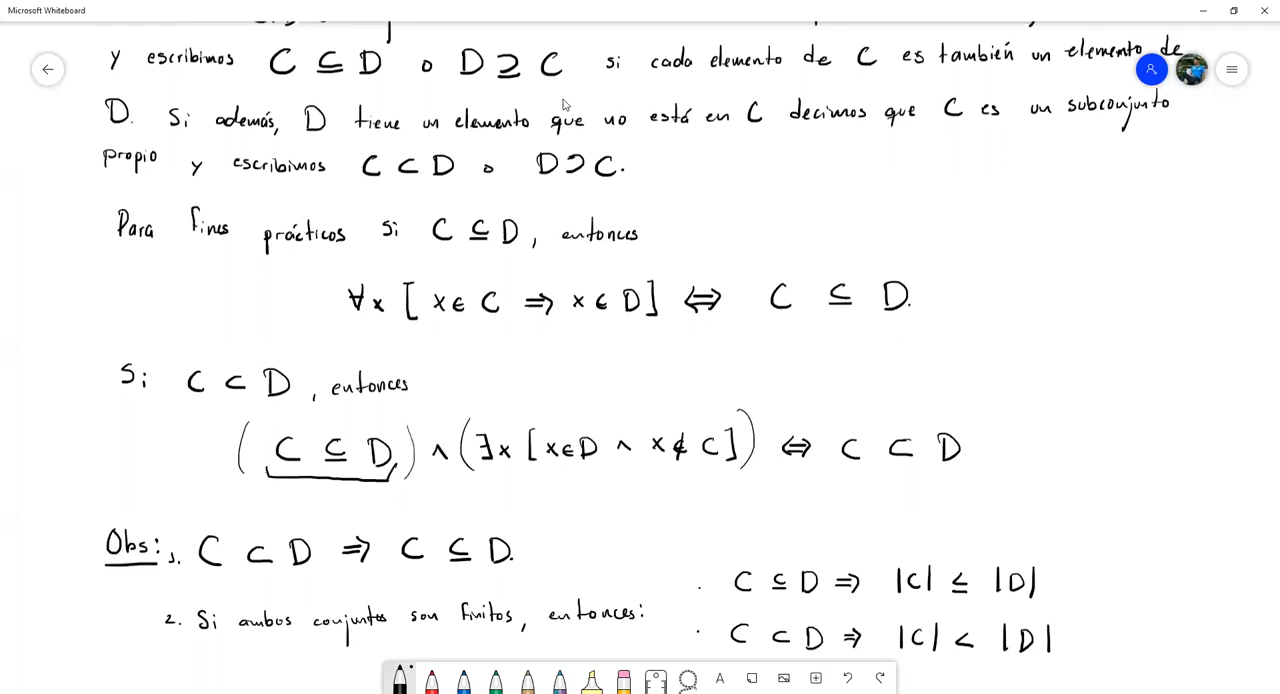 Microsoft Whiteboard
y escribimos C ⊆ D o D ⊇ C si cada elemento de C es también un elemento de
D. Si además, D tiene un elemento que no está en C decimos que C es un subconjunto
propio y escribimos C ⊂ D o D ⊃ C.
Para fines prácticos si C ⊆ D, entonces
∀x [x ∈ C ⇒ x ∈ D] ⇔ C ⊆ D.
Si C ⊂ D, entonces
(C ⊆ D) ∧ (∃x [x ∈ D ∧ x ∉ C]) ⇔ C ⊂ D
Obs: 1. C ⊂ D ⇒ C ⊆ D.
2. Si ambos conjuntos son finitos, entonces:
· C ⊆ D ⇒ |C| ≤ |D|
· C ⊂ D ⇒ |C| < |D|